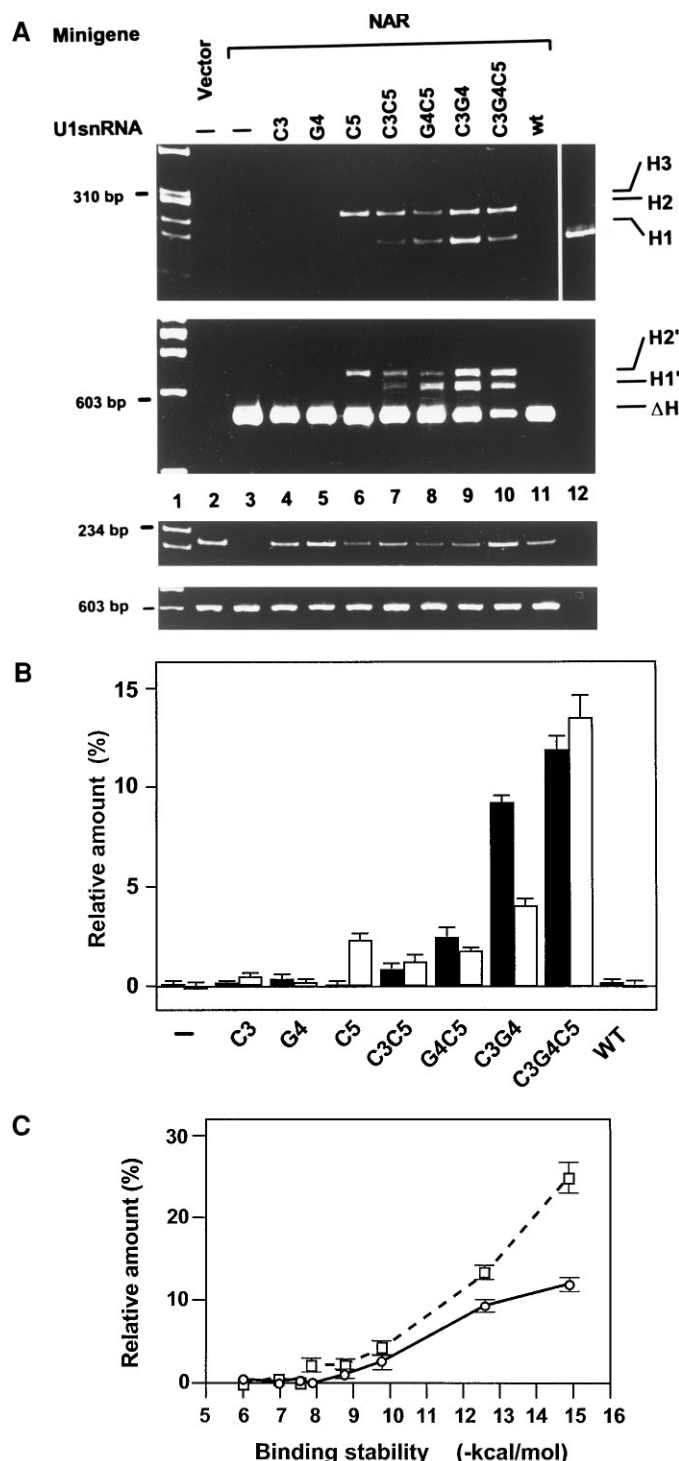 A
Minigene
NAR
Vector
U1snRNA
— — C3 G4 C5 C3C5 G4C5 C3G4 C3G4C5 wt
310 bp
H3
H2
H1
H2'
H1'
603 bp
ΔH
1 2 3 4 5 6 7 8 9 10 11 12
234 bp
603 bp
B
Relative amount (%)
15
10
5
0
— C3 G4 C5 C3C5 G4C5 C3G4 C3G4C5 WT
C
Relative amount (%)
30
20
10
0
5 6 7 8 9 10 11 12 13 14 15 16
Binding stability (-kcal/mol)